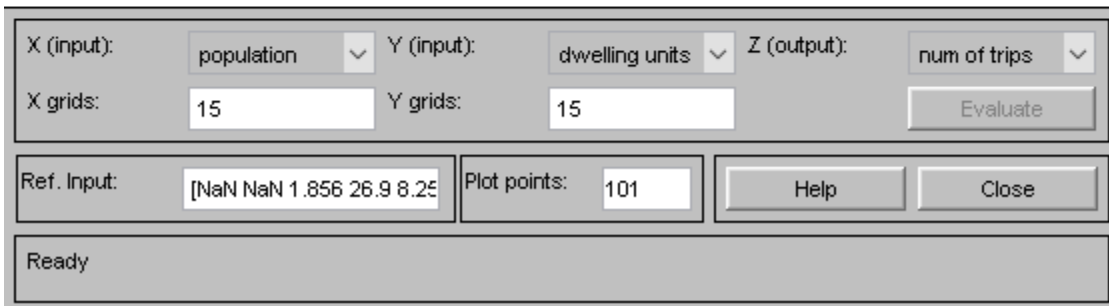 X (input): population Y (input): dwelling units Z (output): num of trips
X grids: 15 Y grids: 15 Evaluate
Ref. Input: [NaN NaN 1.856 26.9 8.25 Plot points: 101 Help Close
Ready